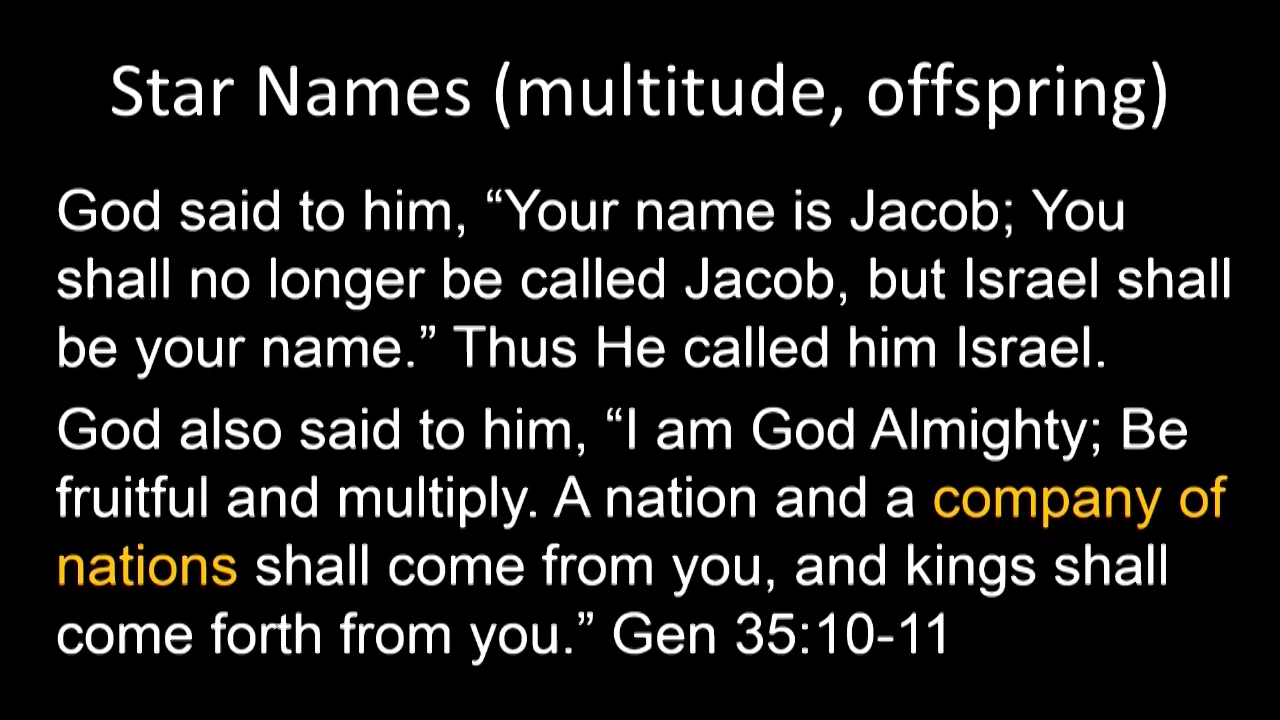 Star Names (multitude, offspring)
God said to him, “Your name is Jacob; You
shall no longer be called Jacob, but Israel shall
be your name.” Thus He called him Israel.
God also said to him, “I am God Almighty; Be
fruitful and multiply. A nation and a company of
nations shall come from you, and kings shall
come forth from you.” Gen 35:10-11